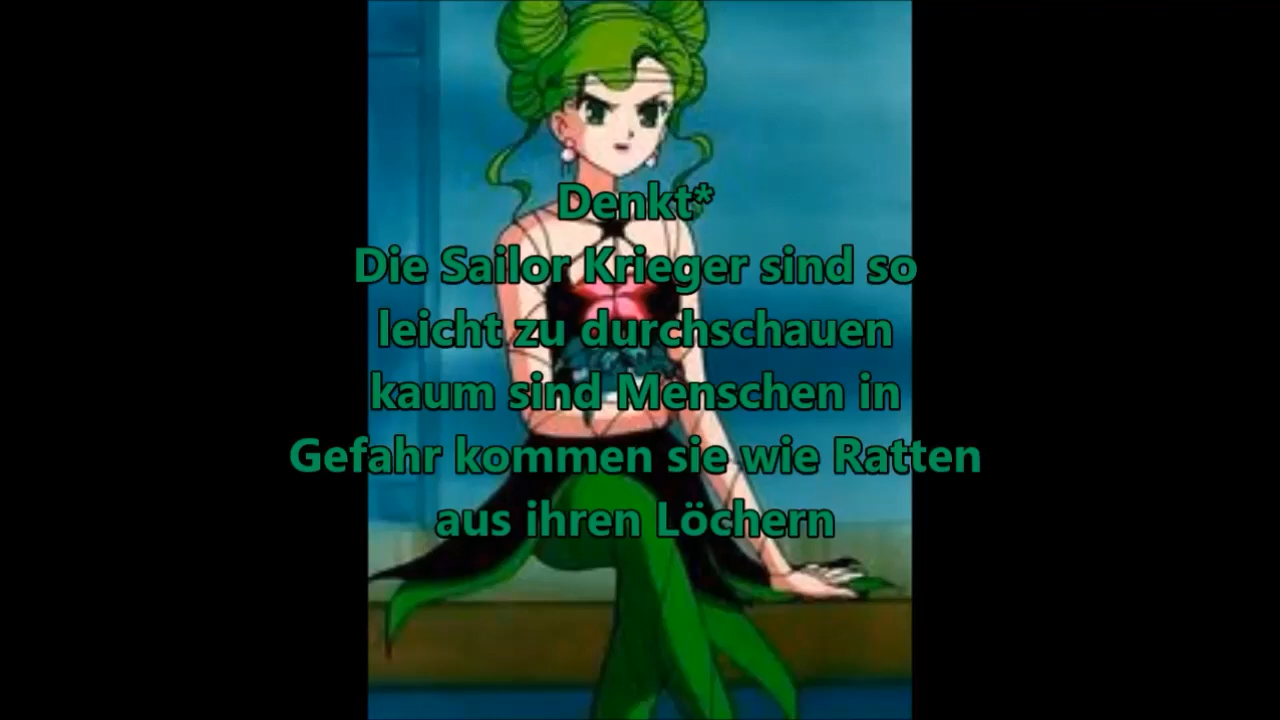 Denkt*
Die Sailor Krieger sind so
leicht zu durchschauen
kaum sind Menschen in
Gefahr kommen sie wie Ratten
aus ihren Löchern